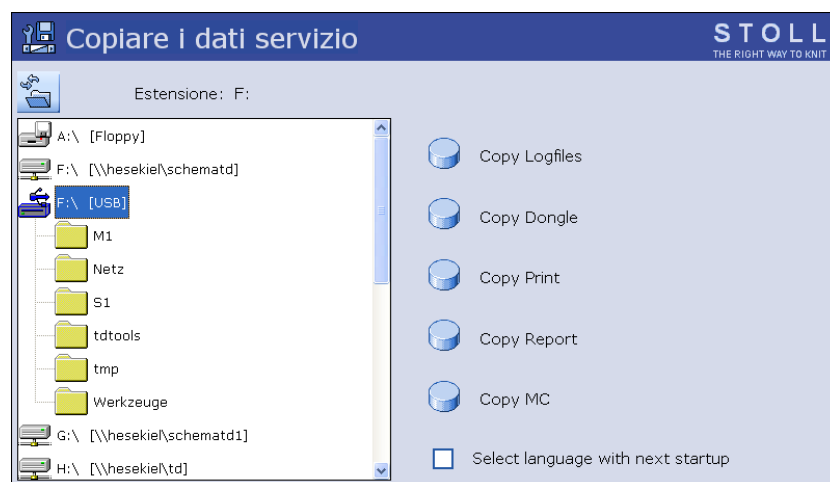 Copiare i dati servizio
STOLL
THE RIGHT WAY TO KNIT
Estensione: F:
A:\ [Floppy]
F:\ [\\hesekiel\schematd]
F:\ [USB]
M1
Netz
S1
tdtools
tmp
Werkzeuge
G:\ [\\hesekiel\schematd1]
H:\ [\\hesekiel\td]
Copy Logfiles
Copy Dongle
Copy Print
Copy Report
Copy MC
Select language with next startup